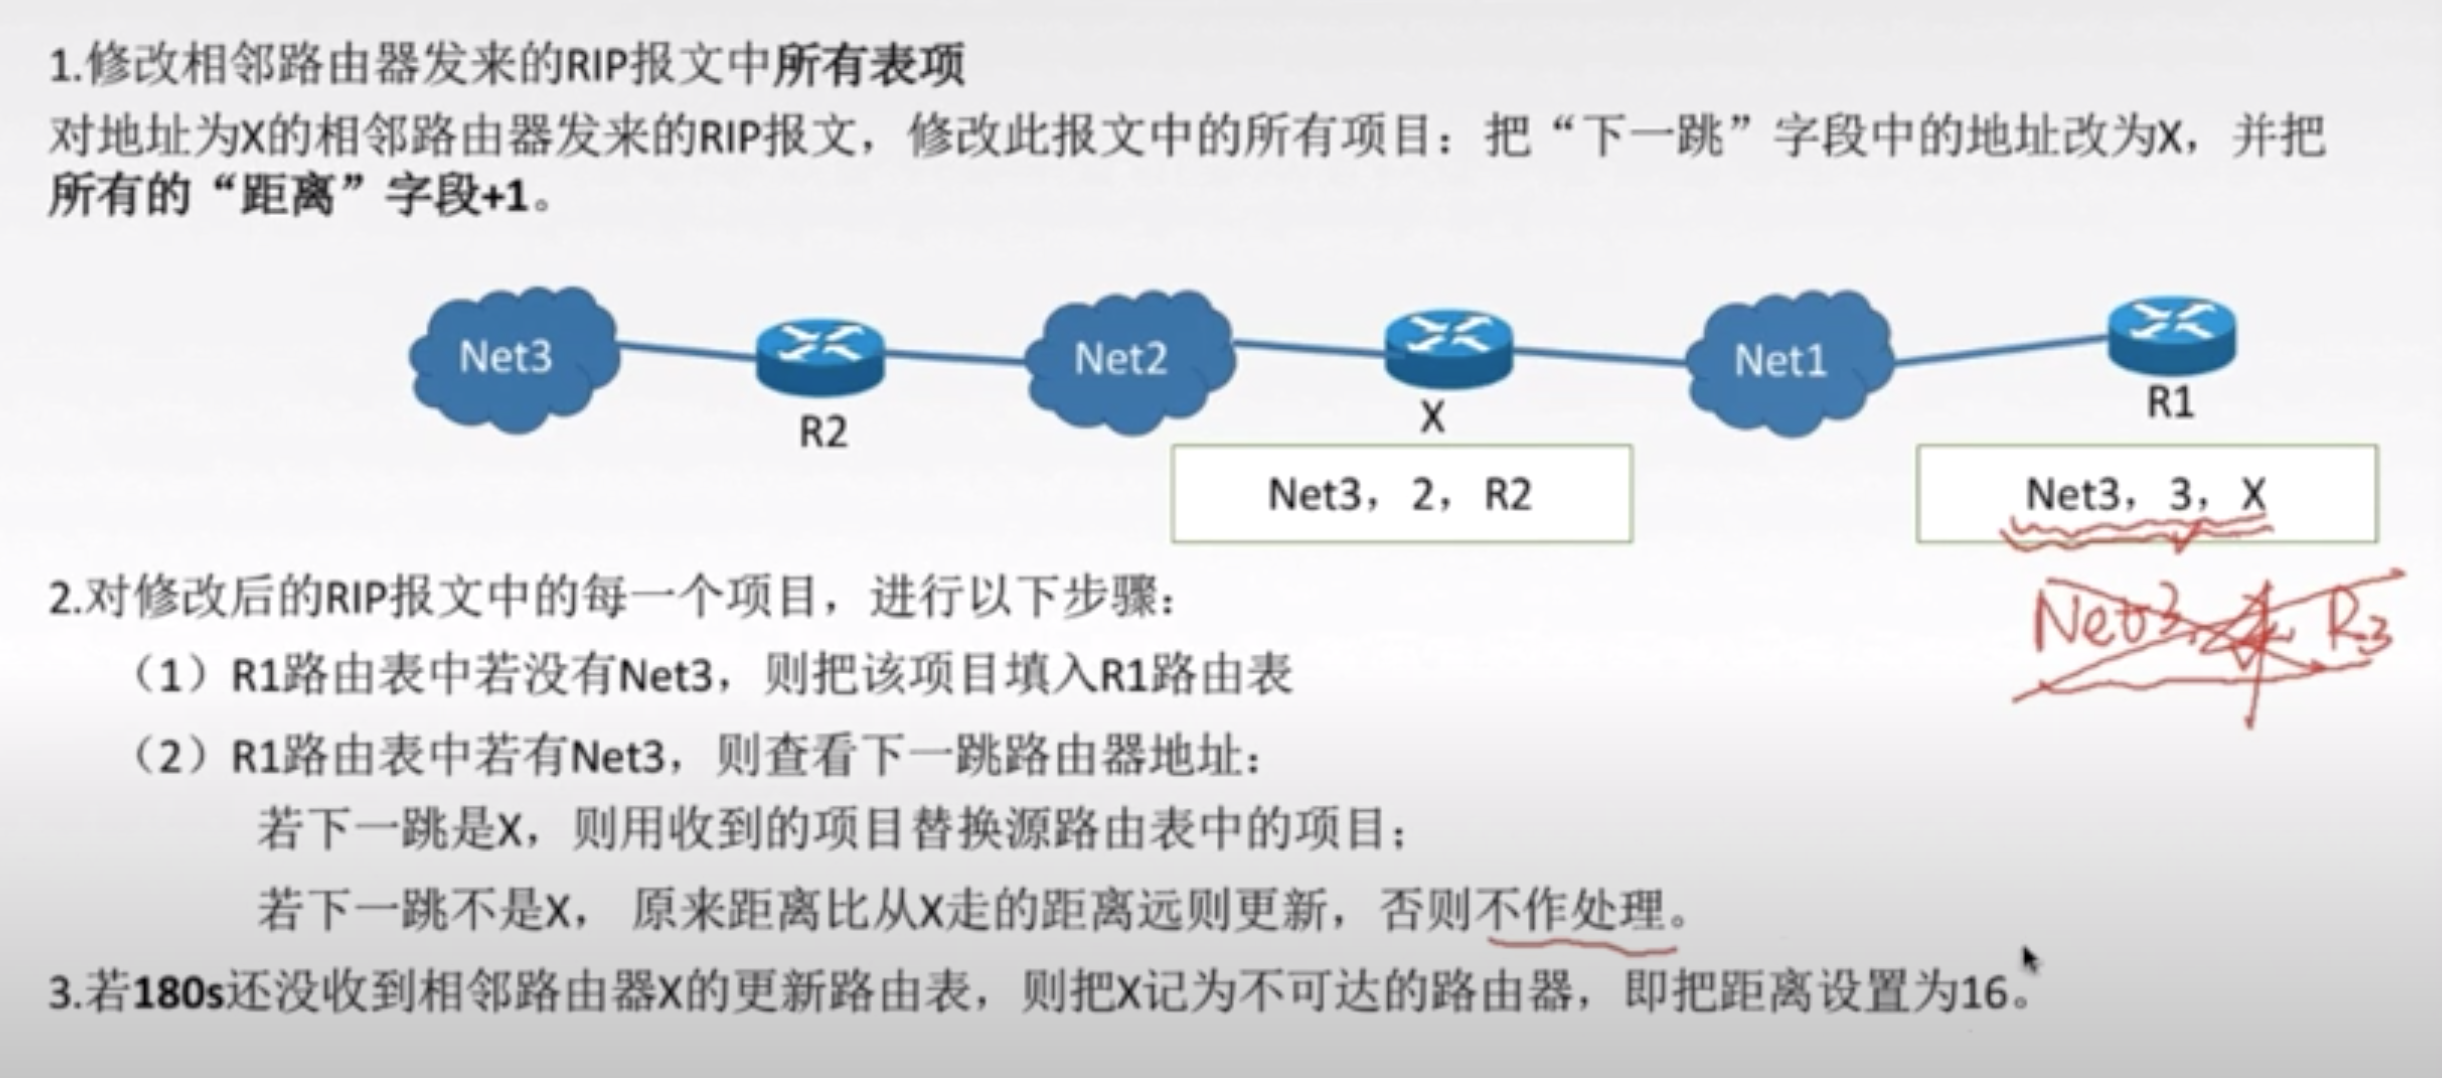 1.修改相邻路由器发来的RIP报文中所有表项
对地址为X的相邻路由器发来的RIP报文，修改此报文中的所有项目：把“下一跳”字段中的地址改为X，并把
所有的“距离”字段+1。
Net3
R2
Net2
X
Net1
R1
Net3，2，R2
Net3，3，X
Net3, R3
2.对修改后的RIP报文中的每一个项目，进行以下步骤：
（1）R1路由表中若没有Net3，则把该项目填入R1路由表
（2）R1路由表中若有Net3，则查看下一跳路由器地址：
若下一跳是X，则用收到的项目替换源路由表中的项目；
若下一跳不是X， 原来距离比从X走的距离远则更新，否则不作处理。
3.若180s还没收到相邻路由器X的更新路由表，则把X记为不可达的路由器，即把距离设置为16。